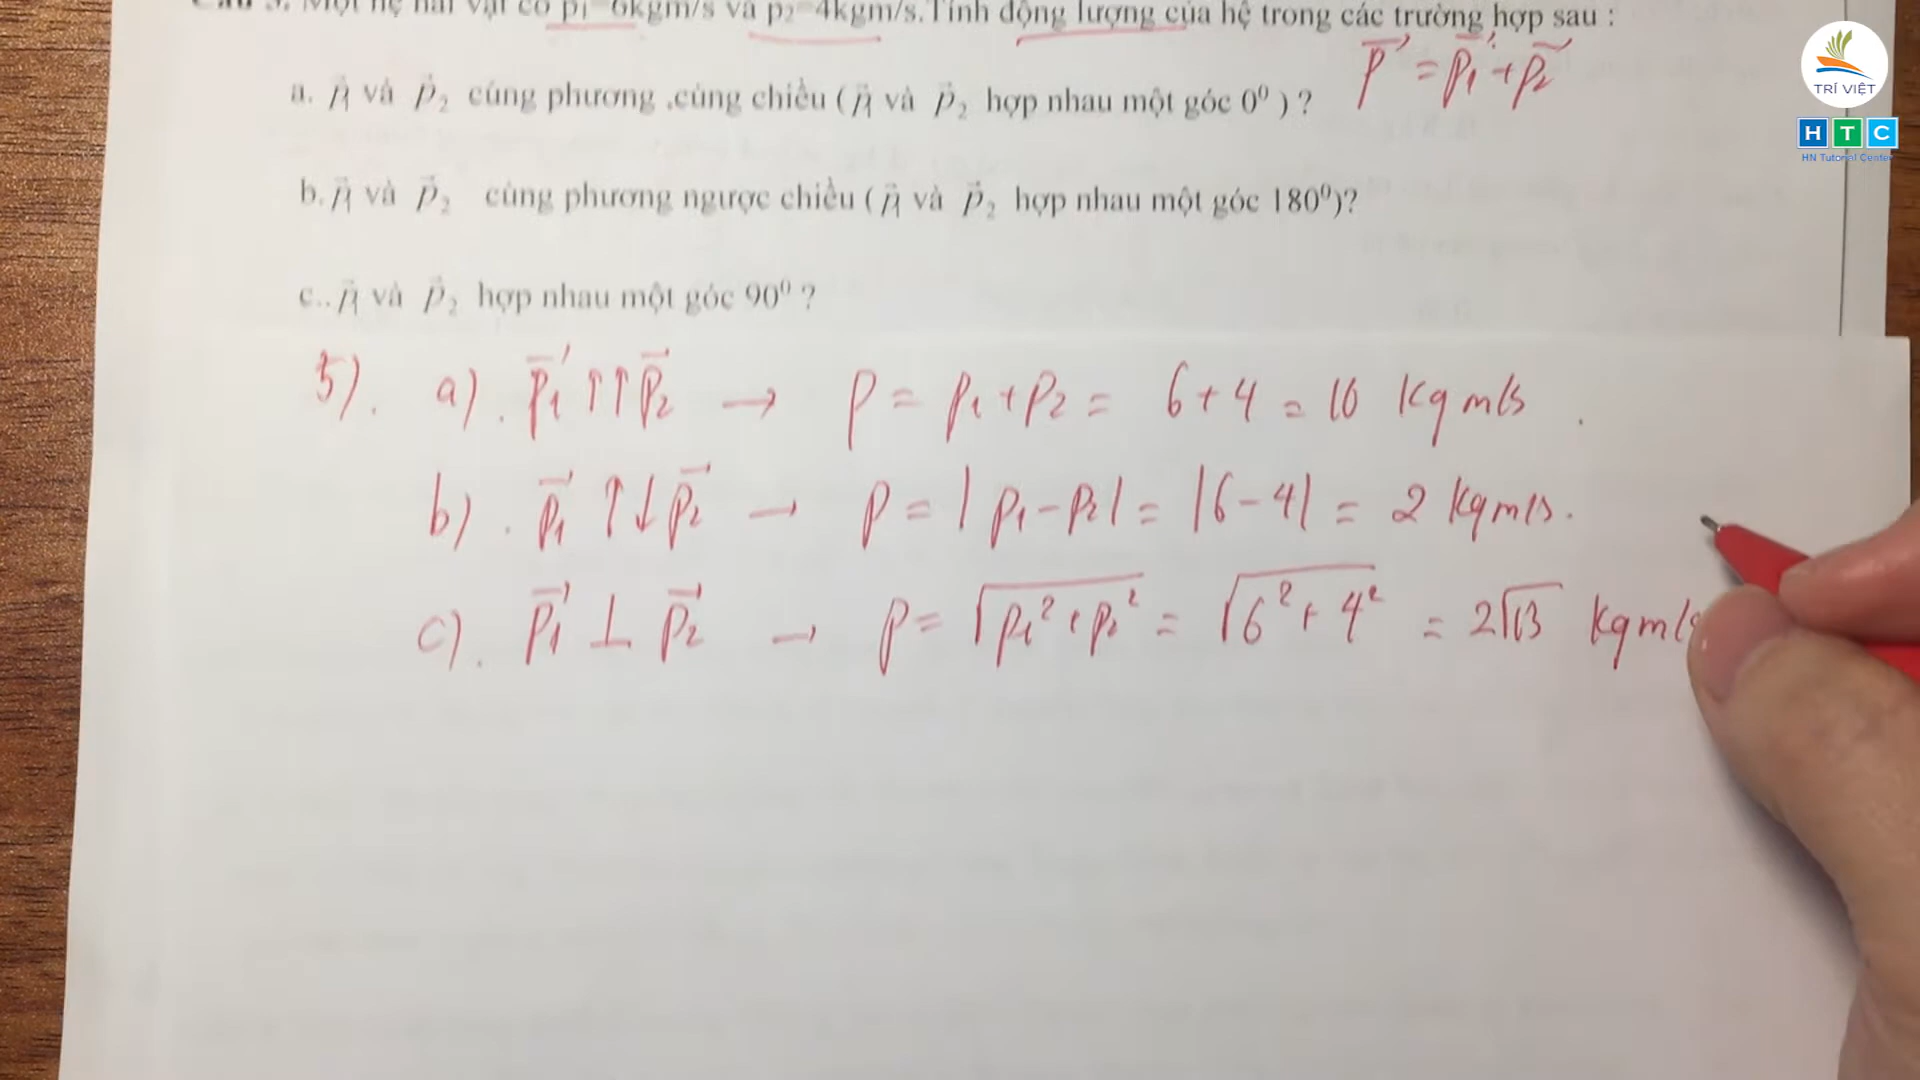 Câu 5. Một hệ hai vật có p₁=6kgm/s và p₂=4kgm/s.Tính động lượng của hệ trong các trường hợp sau :
p⃗ = p⃗₁ + p⃗₂
a. p⃗₁ và p⃗₂ cùng phương ,cùng chiều ( p⃗₁ và p⃗₂ hợp nhau một góc 0⁰ ) ?
b. p⃗₁ và p⃗₂ cùng phương ngược chiều ( p⃗₁ và p⃗₂ hợp nhau một góc 180⁰)?
c.. p⃗₁ và p⃗₂ hợp nhau một góc 90⁰ ?
5). a). p⃗₁ ↑↑ p⃗₂ → p = p₁ + p₂ = 6 + 4 = 10 kgm/s .
b) . p⃗₁ ↑↓ p⃗₂ → p = | p₁ - p₂ | = |6 - 4| = 2 kgm/s.
c). p⃗₁ ⊥ p⃗₂ → p = √(p₁² + p₂²) = √(6² + 4²) = 2√13 kgm/s
TRÍ VIỆT
HTC
HN Tutorial Center